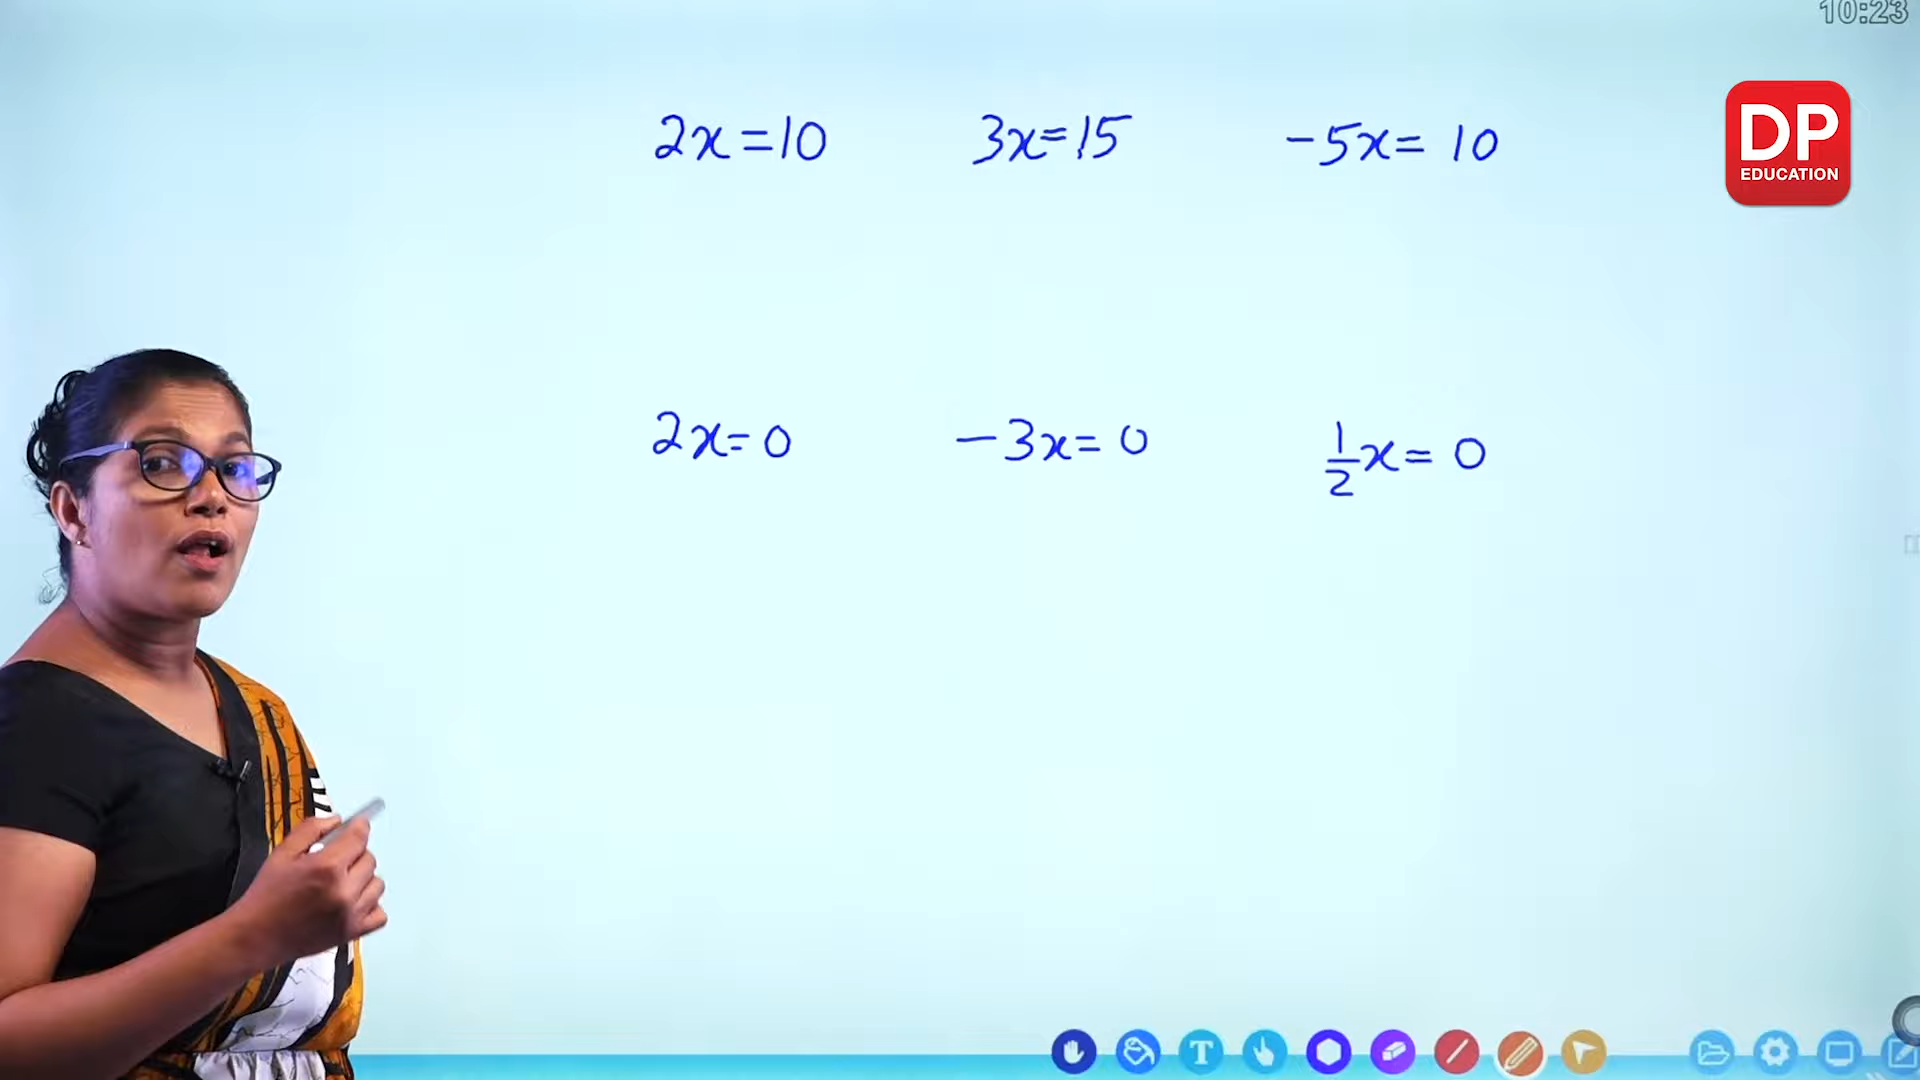 10:23
DP
EDUCATION
2x=10 3x=15 -5x= 10
2x=0 -3x= 0 1/2x= 0
T